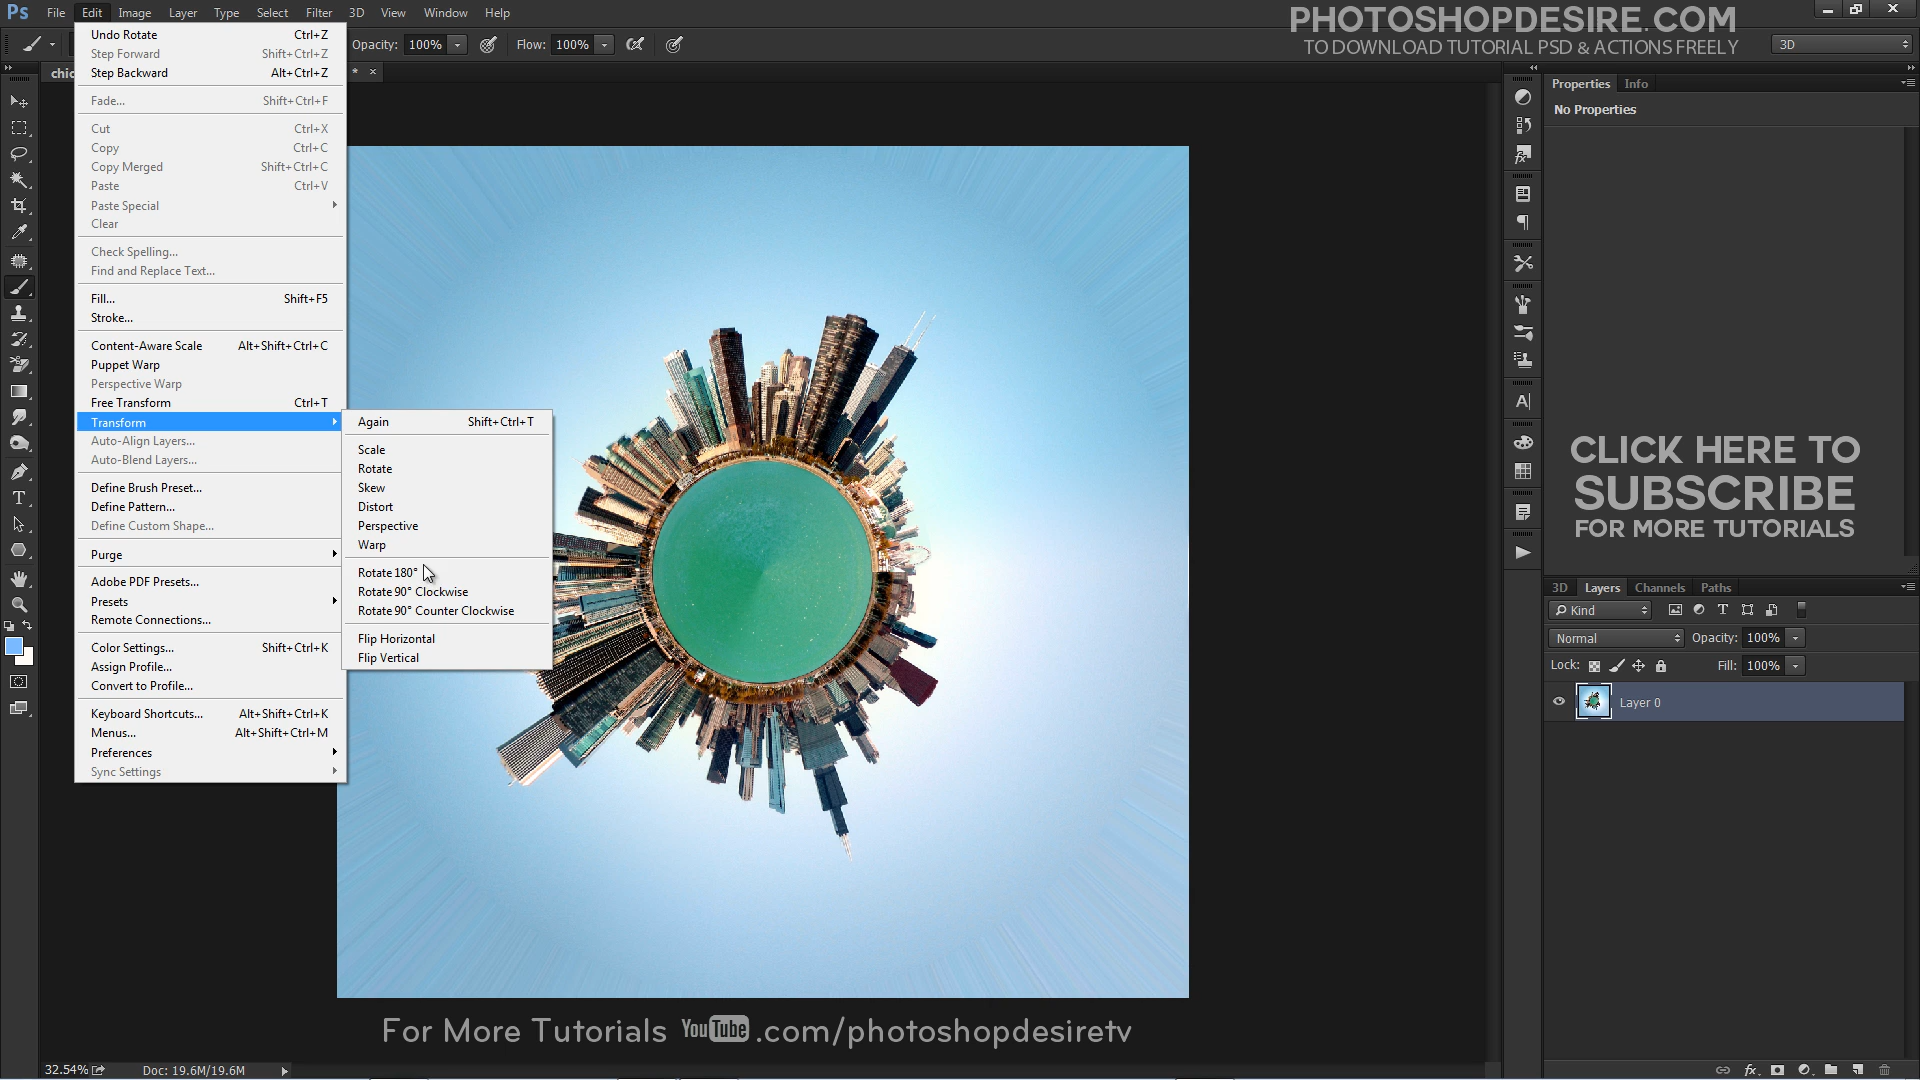 Ps File Edit Image Layer Type Select Filter 3D View Window Help
PHOTOSHOPDESIRE.COM
TO DOWNLOAD TUTORIAL PSD & ACTIONS FREELY
Opacity: 100% Flow: 100% 3D
chic * ×
Undo Rotate Ctrl+Z
Step Forward Shift+Ctrl+Z
Step Backward Alt+Ctrl+Z
Fade... Shift+Ctrl+F
Cut Ctrl+X
Copy Ctrl+C
Copy Merged Shift+Ctrl+C
Paste Ctrl+V
Paste Special
Clear
Check Spelling...
Find and Replace Text...
Fill... Shift+F5
Stroke...
Content-Aware Scale Alt+Shift+Ctrl+C
Puppet Warp
Perspective Warp
Free Transform Ctrl+T
Transform
Auto-Align Layers...
Auto-Blend Layers...
Define Brush Preset...
Define Pattern...
Define Custom Shape...
Purge
Adobe PDF Presets...
Presets
Remote Connections...
Color Settings... Shift+Ctrl+K
Assign Profile...
Convert to Profile...
Keyboard Shortcuts... Alt+Shift+Ctrl+K
Menus... Alt+Shift+Ctrl+M
Preferences
Sync Settings
Again Shift+Ctrl+T
Scale
Rotate
Skew
Distort
Perspective
Warp
Rotate 180°
Rotate 90° Clockwise
Rotate 90° Counter Clockwise
Flip Horizontal
Flip Vertical
Properties Info
No Properties
CLICK HERE TO
SUBSCRIBE
FOR MORE TUTORIALS
3D Layers Channels Paths
Kind
Normal Opacity: 100%
Lock: Fill: 100%
Layer 0
For More Tutorials YouTube .com/photoshopdesiretv
32.54% Doc: 19.6M/19.6M